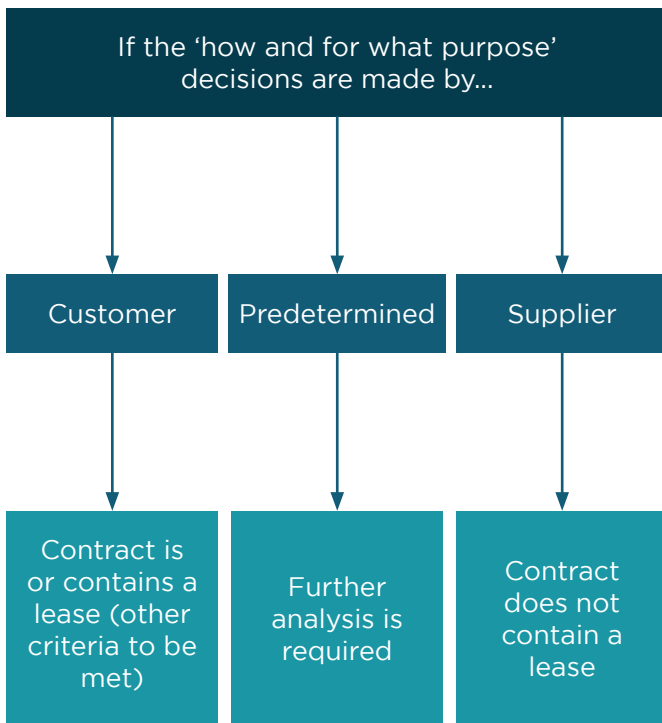 If the ‘how and for what purpose’
decisions are made by...
Customer
Predetermined
Supplier
Contract is
or contains a
lease (other
criteria to be
met)
Further
analysis is
required
Contract
does not
contain a
lease